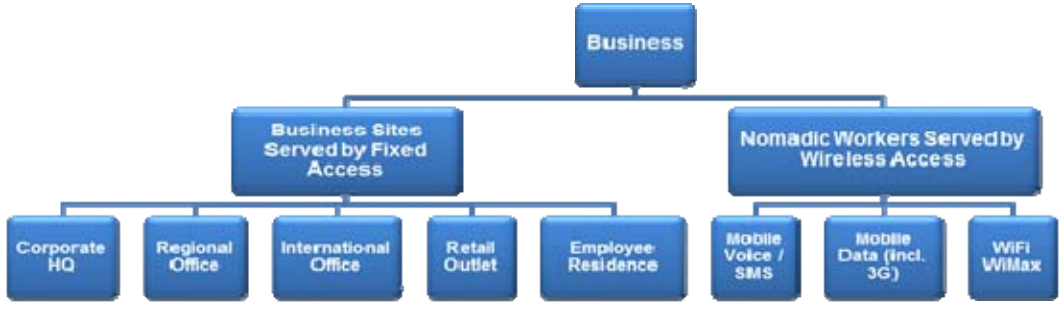 Business
Business Sites
Served by Fixed
Access
Nomadic Workers Served by
Wireless Access
Corporate
HQ
Regional
Office
International
Office
Retail
Outlet
Employee
Residence
Mobile
Voice /
SMS
Mobile
Data (incl.
3G)
WiFi
WiMax